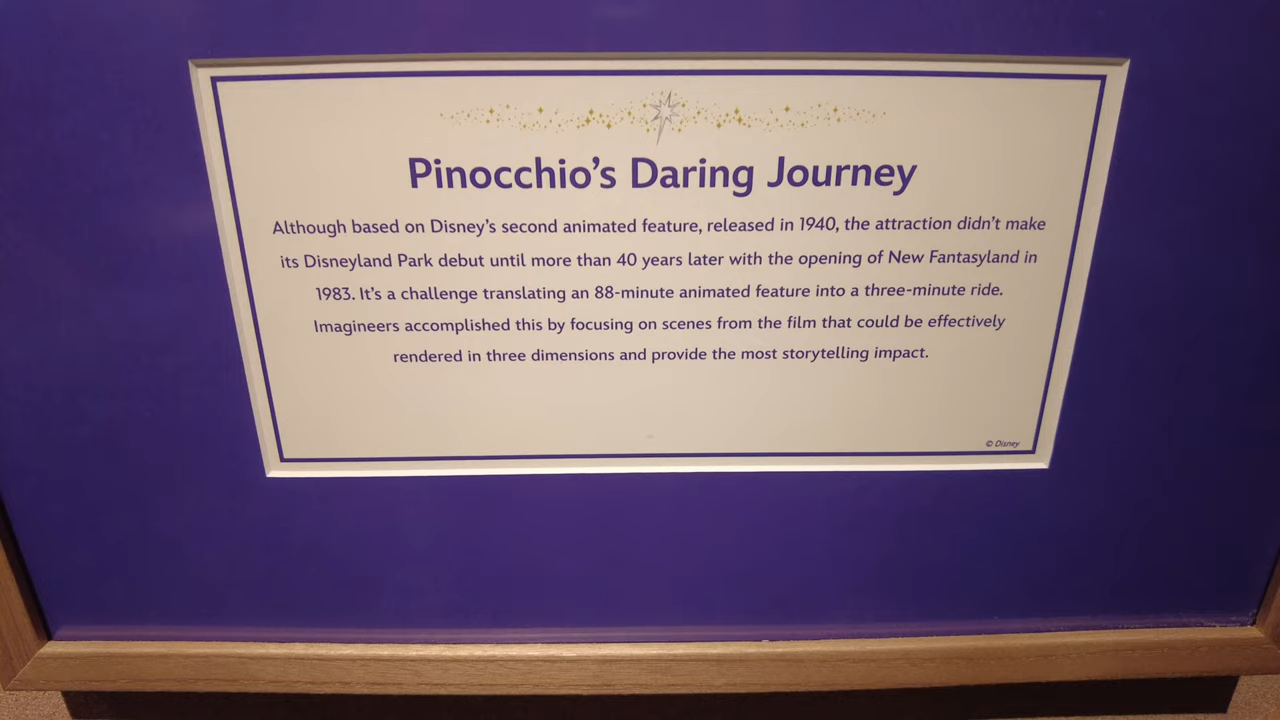 Pinocchio's Daring Journey
Although based on Disney's second animated feature, released in 1940, the attraction didn't make
its Disneyland Park debut until more than 40 years later with the opening of New Fantasyland in
1983. It's a challenge translating an 88-minute animated feature into a three-minute ride.
Imagineers accomplished this by focusing on scenes from the film that could be effectively
rendered in three dimensions and provide the most storytelling impact.
© Disney